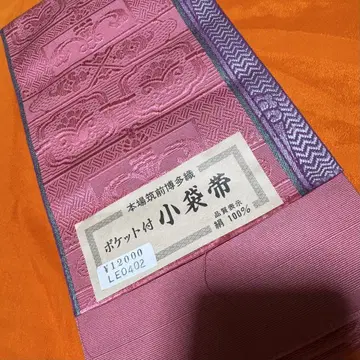 本場筑前博多織
ポケット付
小袋帯
品質表示
絹 100%
¥12000
LE0402